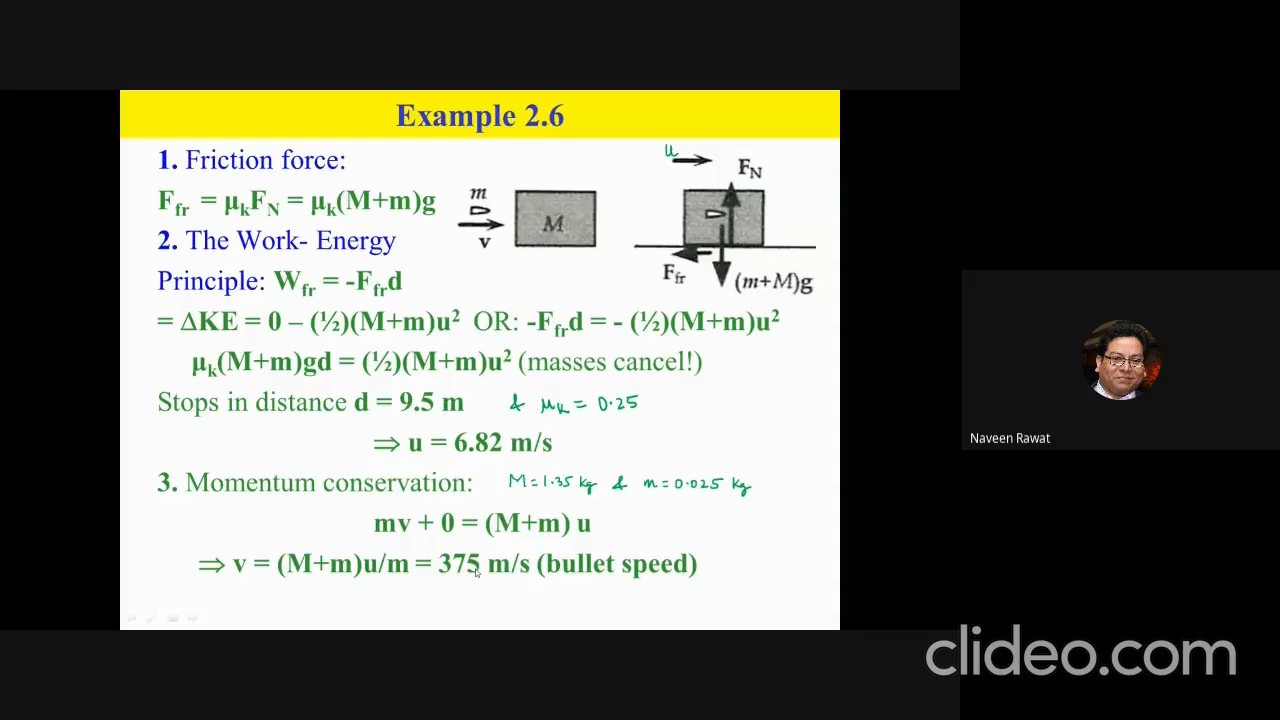 Example 2.6
1. Friction force:
Ffr = μkFN = μk(M+m)g
2. The Work- Energy
Principle: Wfr = -Ffrd
= ∆KE = 0 – (½)(M+m)u² OR: -Ffrd = - (½)(M+m)u²
μk(M+m)gd = (½)(M+m)u² (masses cancel!)
Stops in distance d = 9.5 m & μk = 0.25
⇒ u = 6.82 m/s
3. Momentum conservation: M = 1.35 kg & m = 0.025 kg
mv + 0 = (M+m) u
⇒ v = (M+m)u/m = 375 m/s (bullet speed)
m
v
M
u
FN
Ffr
(m+M)g
Naveen Rawat
clideo.com